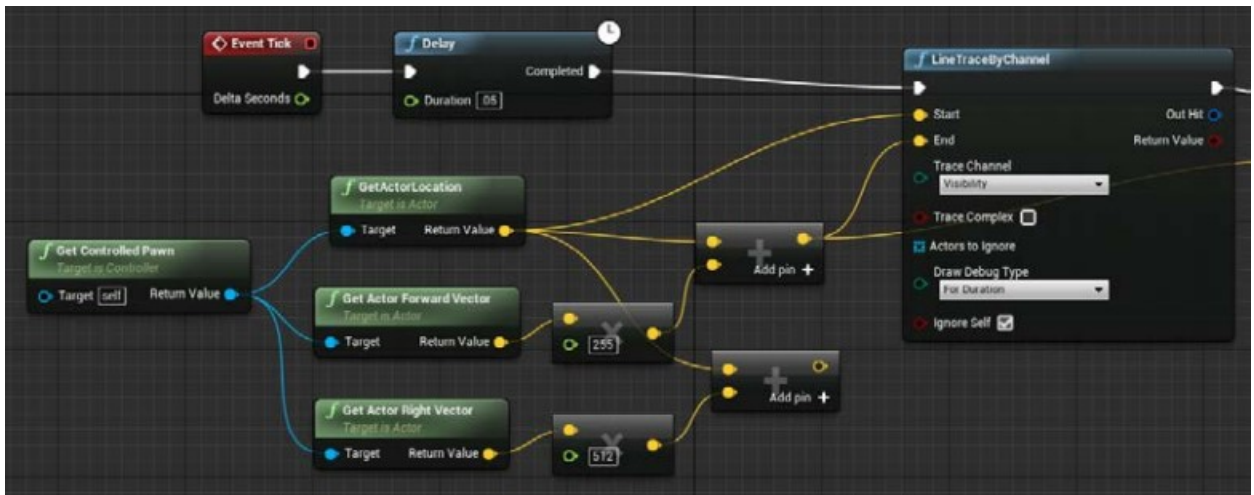 Event Tick
Delta Seconds
f Delay
Completed
Duration .05
f LineTraceByChannel
Start
Out Hit
End
Return Value
Trace Channel
Visibility
Trace Complex
Actors to Ignore
Draw Debug Type
For Duration
Ignore Self
f GetActorLocation
Target is Actor
Target
Return Value
f Get Controlled Pawn
Target is Controller
Target self
Return Value
+
Add pin +
f Get Actor Forward Vector
Target is Actor
Target
Return Value
x
255
+
Add pin +
f Get Actor Right Vector
Target is Actor
Target
Return Value
x
512